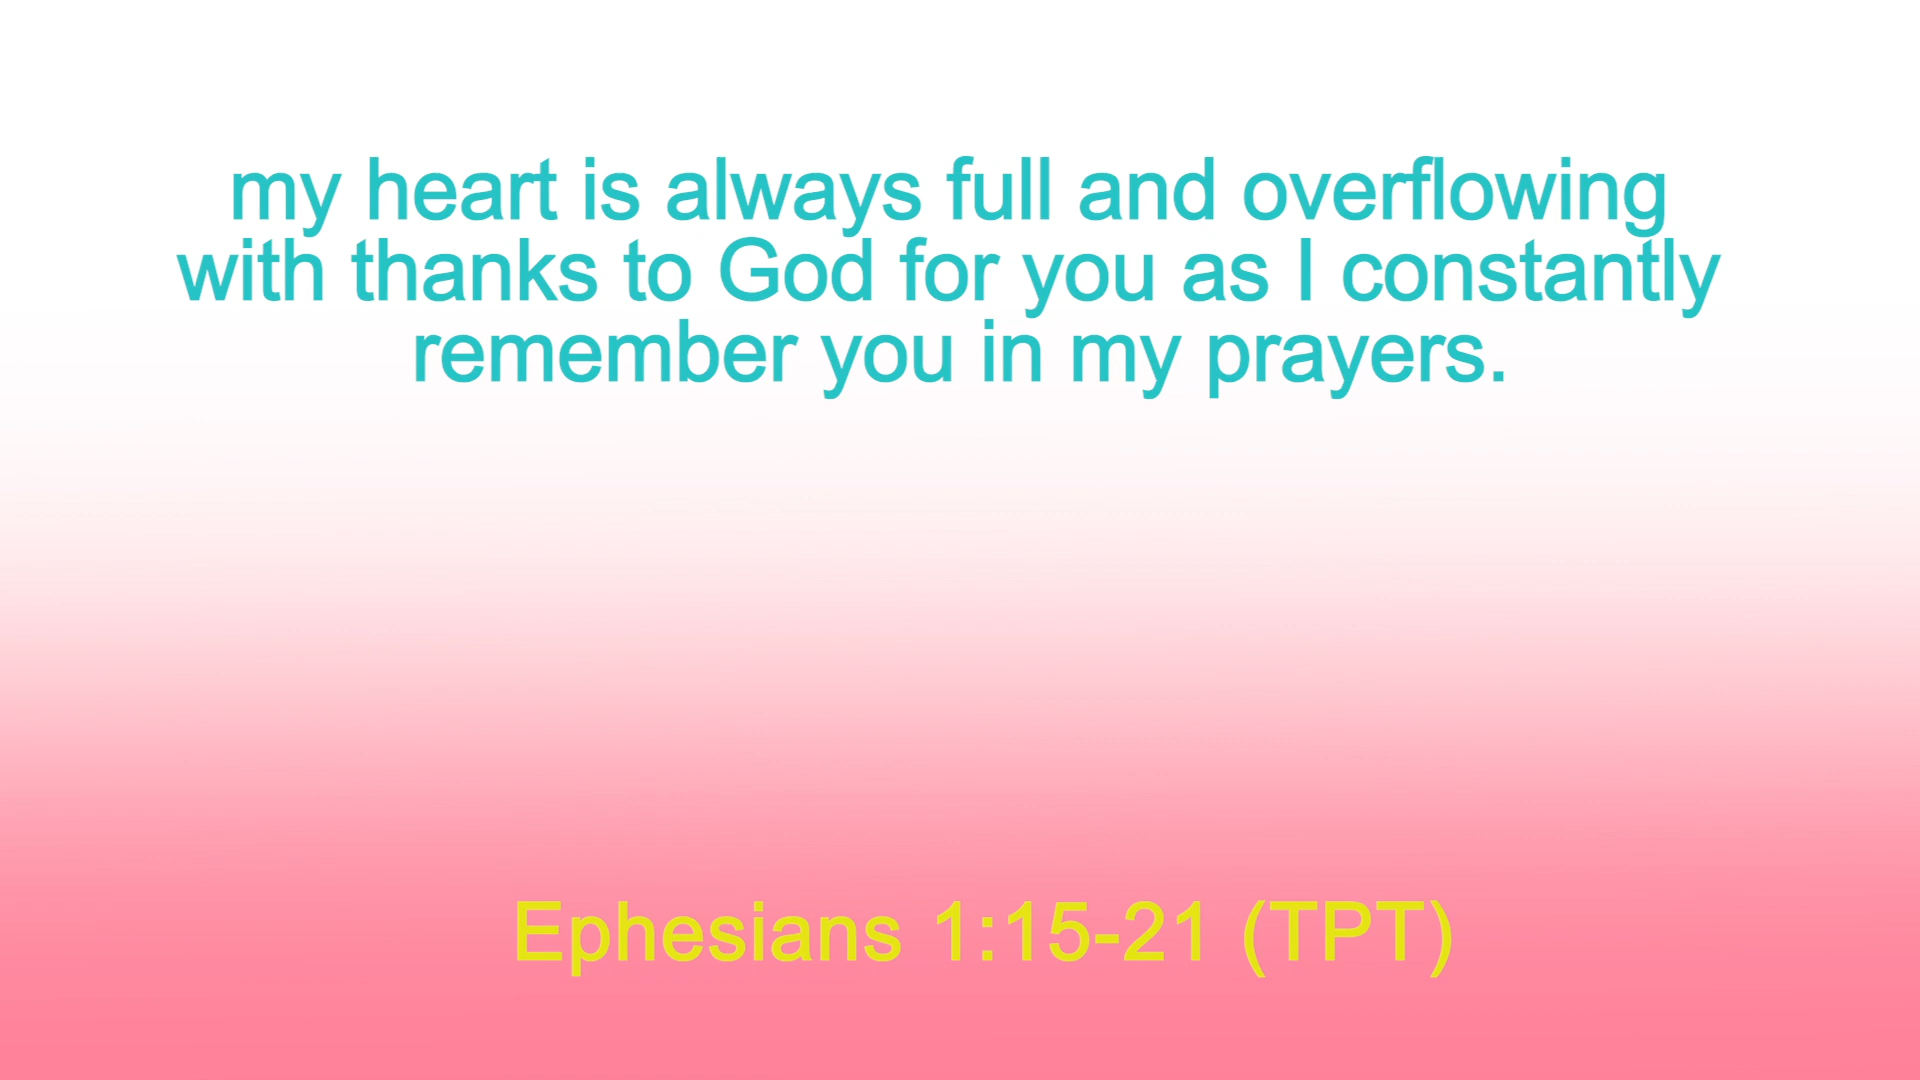 my heart is always full and overflowing
with thanks to God for you as I constantly
remember you in my prayers.
Ephesians 1:15-21 (TPT)